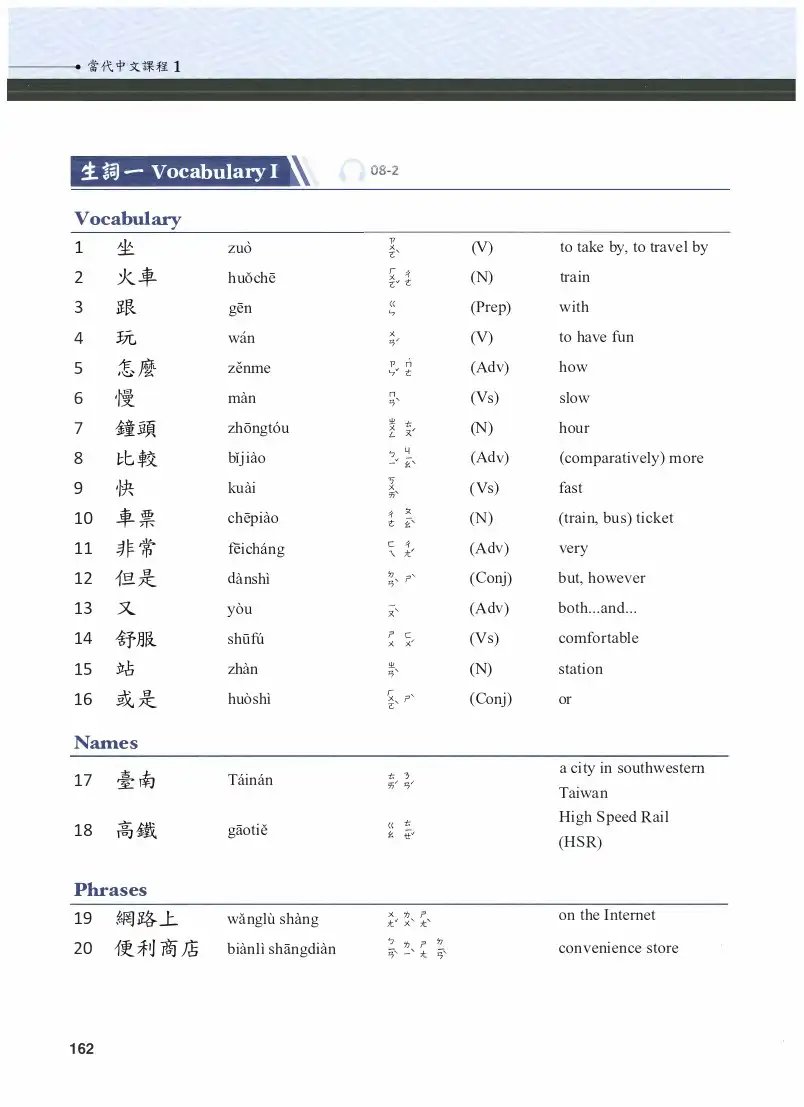 當代中文課程 1
生詞一 Vocabulary I 08-2
Vocabulary
1 坐 zuò ㄗㄨㄛˋ (V) to take by, to travel by
2 火車 huǒchē ㄏㄨㄛˇ ㄔㄜ (N) train
3 跟 gēn ㄍㄣ (Prep) with
4 玩 wán ㄨㄢˊ (V) to have fun
5 怎麼 zěnme ㄗㄣˇ ˙ㄇㄜ (Adv) how
6 慢 màn ㄇㄢˋ (Vs) slow
7 鐘頭 zhōngtóu ㄓㄨㄥ ㄊㄡˊ (N) hour
8 比較 bǐjiào ㄅㄧˇ ㄐㄧㄠˋ (Adv) (comparatively) more
9 快 kuài ㄎㄨㄞˋ (Vs) fast
10 車票 chēpiào ㄔㄜ ㄆㄧㄠˋ (N) (train, bus) ticket
11 非常 fēicháng ㄈㄟ ㄔㄤˊ (Adv) very
12 但是 dànshì ㄉㄢˋ ㄕˋ (Conj) but, however
13 又 yòu ㄧㄡˋ (Adv) both...and...
14 舒服 shūfú ㄕㄨ ㄈㄨˊ (Vs) comfortable
15 站 zhàn ㄓㄢˋ (N) station
16 或是 huòshì ㄏㄨㄛˋ ㄕˋ (Conj) or
Names
17 臺南 Táinán ㄊㄞˊ ㄋㄢˊ a city in southwestern
Taiwan
18 高鐵 gāotiě ㄍㄠ ㄊㄧㄝˇ High Speed Rail
(HSR)
Phrases
19 網路上 wǎnglù shàng ㄨㄤˇ ㄌㄨˋ ㄕㄤˋ on the Internet
20 便利商店 biànlì shāngdiàn ㄅㄧㄢˋ ㄌㄧˋ ㄕㄤ ㄉㄧㄢˋ convenience store
162